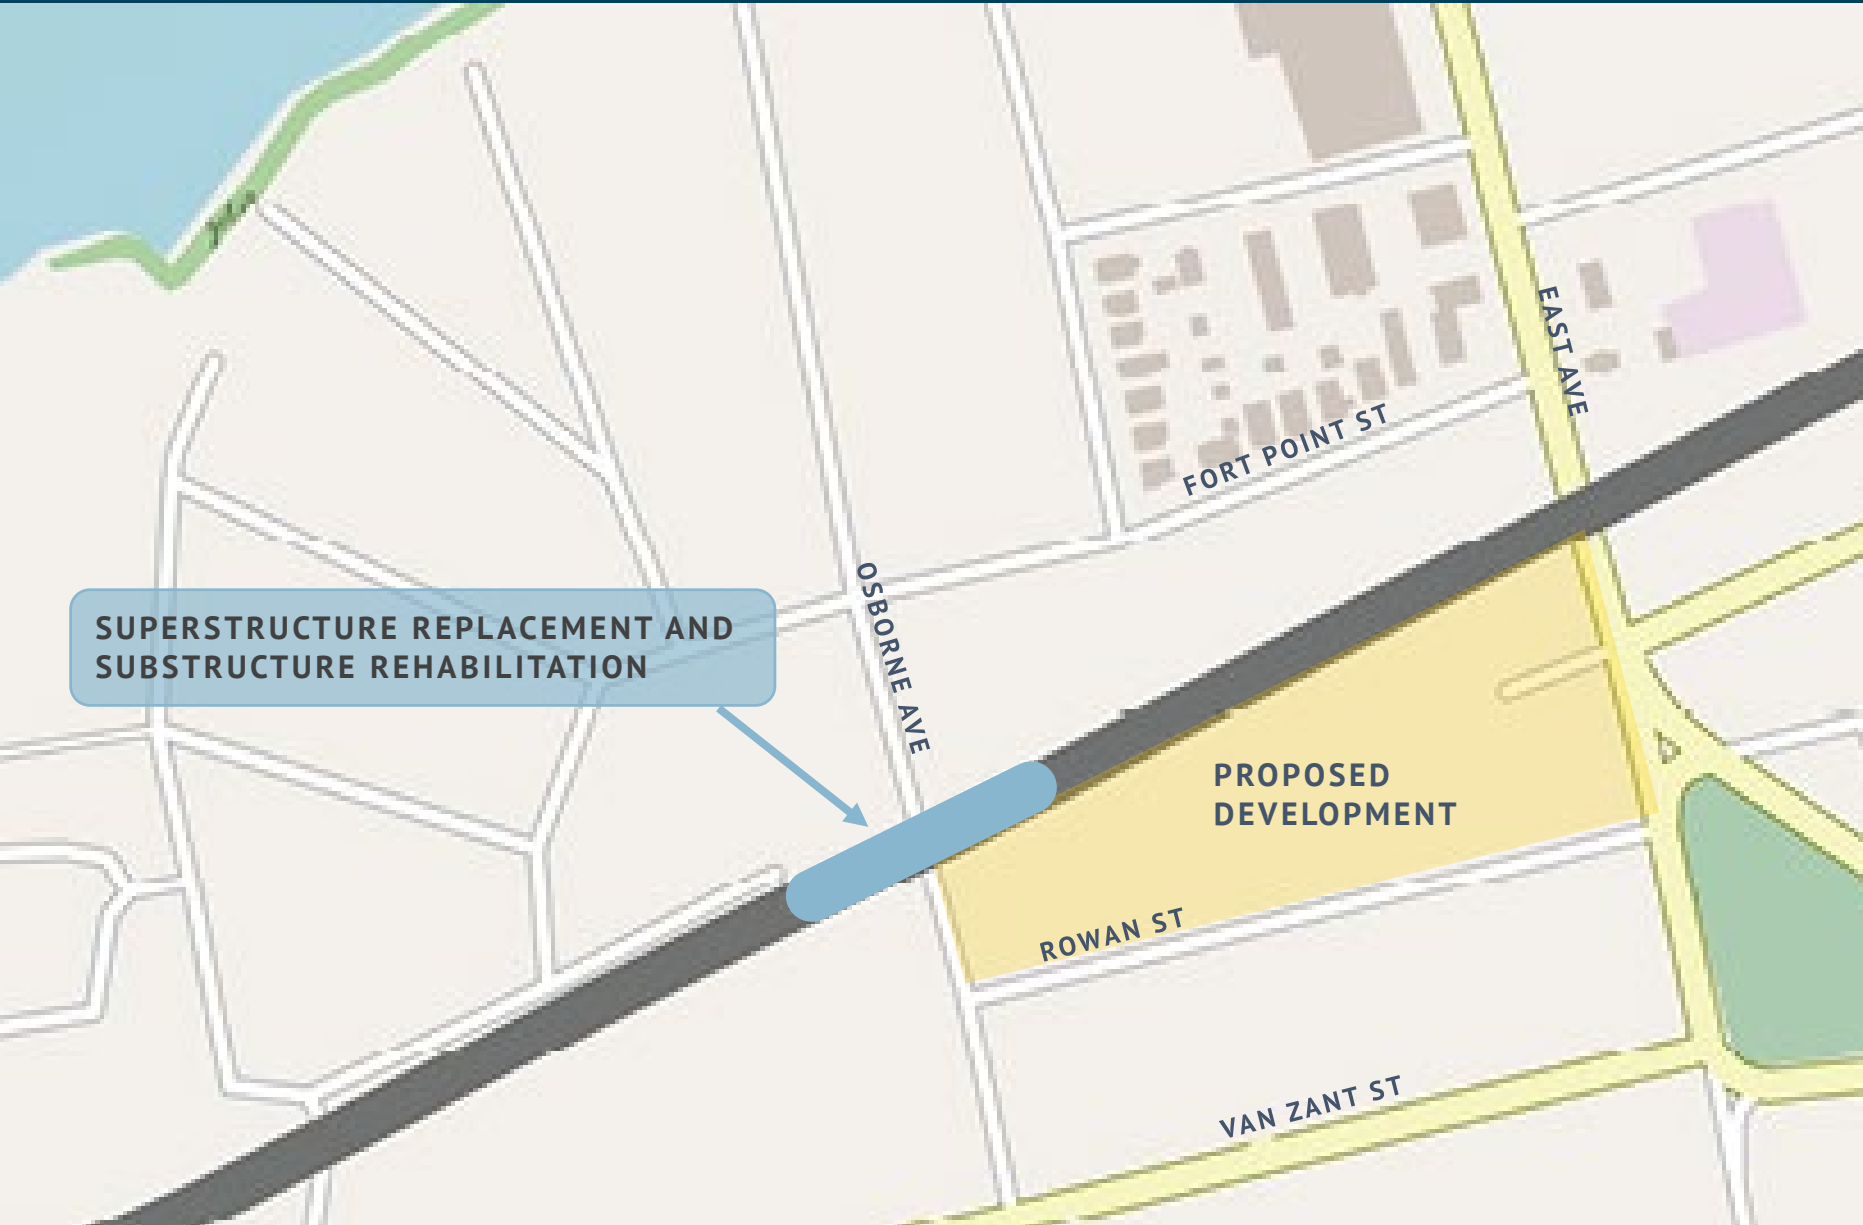 EAST AVE
FORT POINT ST
OSBORNE AVE
SUPERSTRUCTURE REPLACEMENT AND
SUBSTRUCTURE REHABILITATION
PROPOSED
DEVELOPMENT
ROWAN ST
VAN ZANT ST